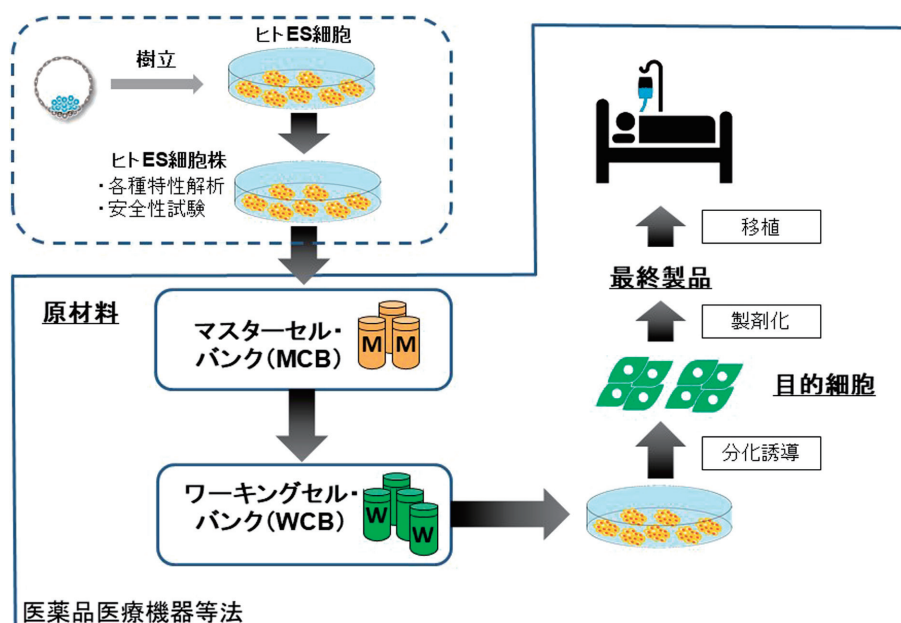 ヒトES細胞
樹立
ヒトES細胞株
・各種特性解析
・安全性試験
原材料
マスターセル・
バンク(MCB)
M
M
ワーキングセル・
バンク(WCB)
W
W
移植
最終製品
製剤化
目的細胞
分化誘導
医薬品医療機器等法